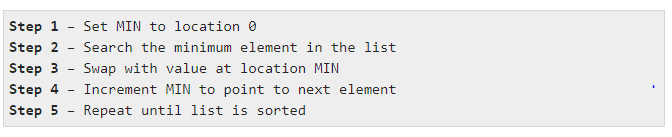 Step 1 – Set MIN to location 0
Step 2 – Search the minimum element in the list
Step 3 – Swap with value at location MIN
Step 4 – Increment MIN to point to next element
Step 5 – Repeat until list is sorted